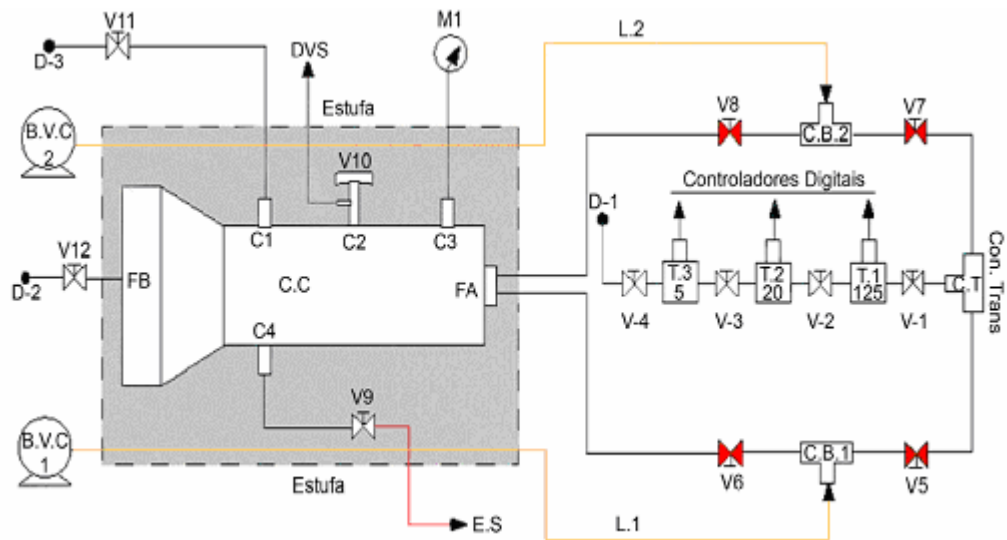 V11
M1
L.2
D-3
DVS
Estufa
V8
V7
B.V.C
2
C.B.2
V10
Controladores Digitais
D-1
C1
C2
C3
V12
C.C
FB
FA
D-2
T.3
5
T.2
20
T.1
125
C.T
Con. Trans
V-4
V-3
V-2
V-1
C4
V9
B.V.C
1
C.B.1
V6
V5
Estufa
E.S
L.1